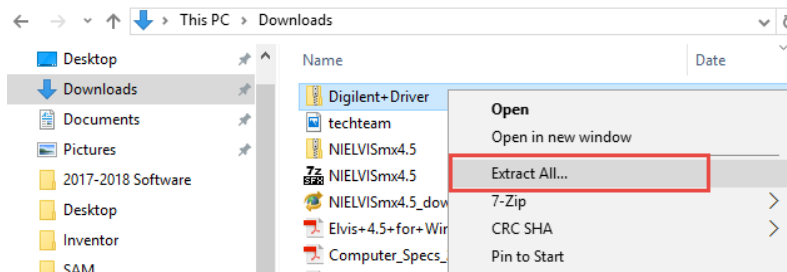 This PC > Downloads
Desktop
Downloads
Documents
Pictures
2017-2018 Software
Desktop
Inventor
SAM
Name
Date
Digilent+Driver
techteam
NIELVISmx4.5
7z SFX NIELVISmx4.5
NIELVISmx4.5_dow
Elvis+4.5+for+Wir
Computer_Specs_
Open
Open in new window
Extract All...
7-Zip
CRC SHA
Pin to Start